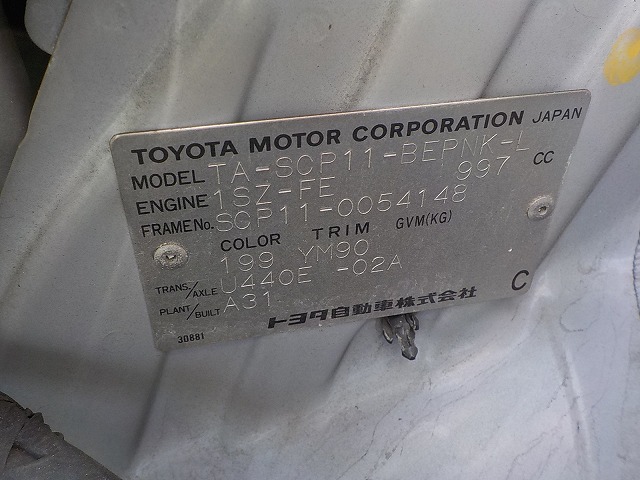 TOYOTA MOTOR CORPORATION JAPAN
MODEL TA-SCP11-BEPNK-L
ENGINE 1SZ-FE 997 CC
FRAME No. SCP11-0054148
COLOR TRIM GVM(KG)
199 YM90
TRANS./AXLE U440E -02A
PLANT/BUILT A31
C
30881 トヨタ自動車株式会社